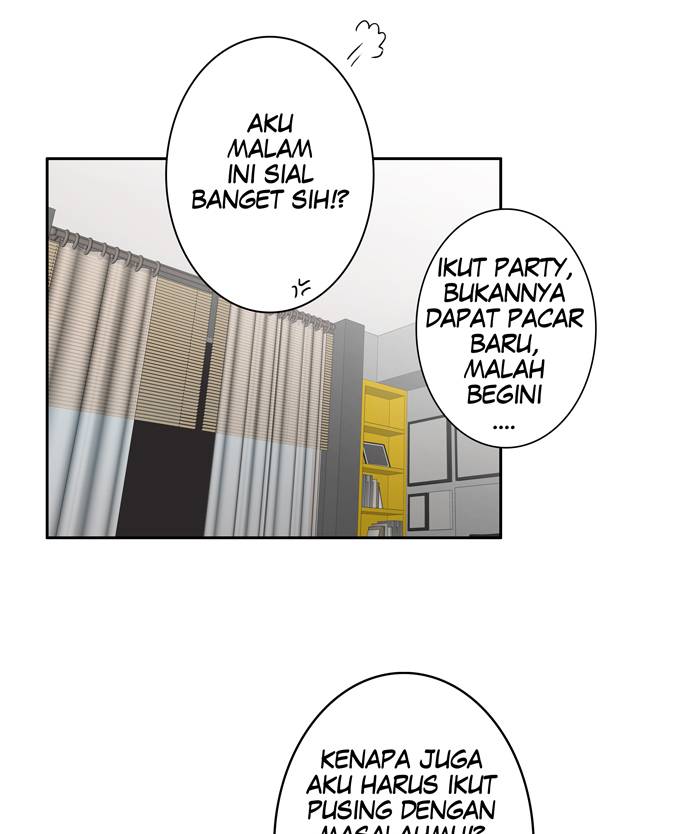 AKU
MALAM
INI SIAL
BANGET SIH!?
IKUT PARTY,
BUKANNYA
DAPAT PACAR
BARU,
MALAH
BEGINI
....
KENAPA JUGA
AKU HARUS IKUT
PUSING DENGAN
MASALAHMU!?